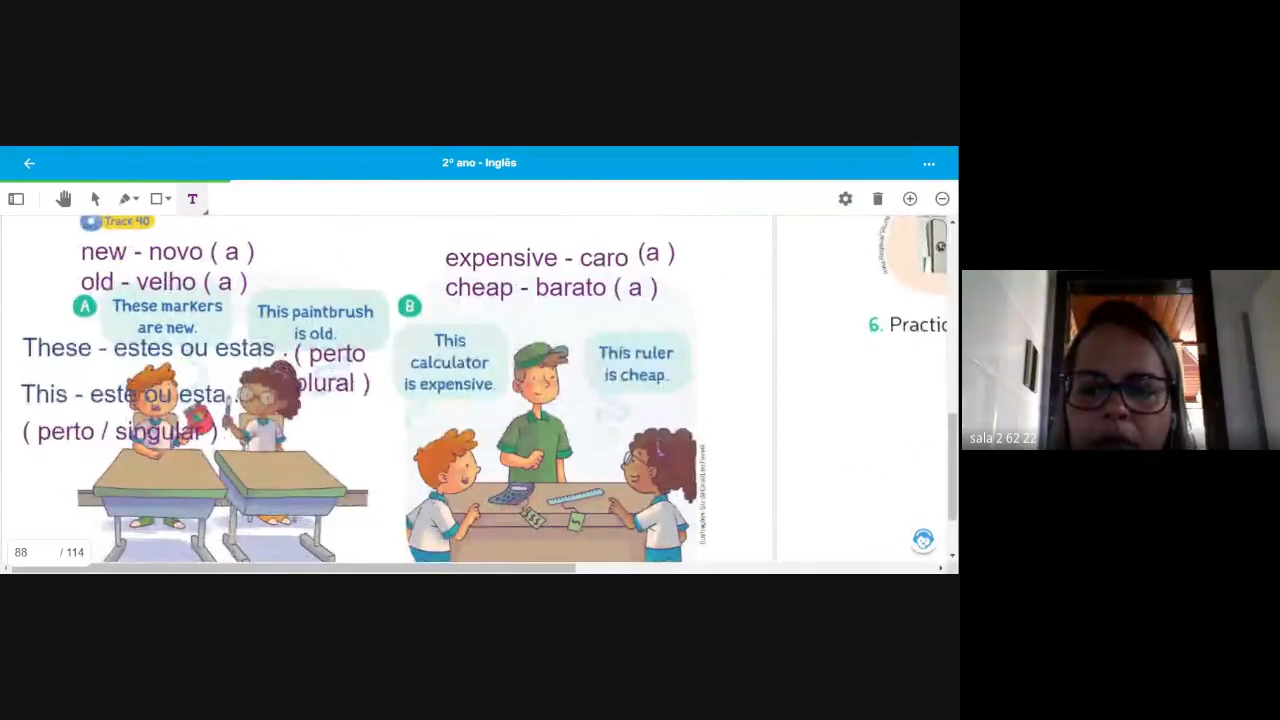 2º ano - Inglês
T
Track 40
new - novo ( a )
old - velho ( a )
expensive - caro (a )
cheap - barato ( a )
A
These markers
are new.
This paintbrush
is old.
These - estes ou estas .
( perto
plural )
This - este ou esta .
( perto / singular )
B
This
calculator
is expensive.
This ruler
is cheap.
$$$
$
6. Practic
88 / 114
sala 2 62 22